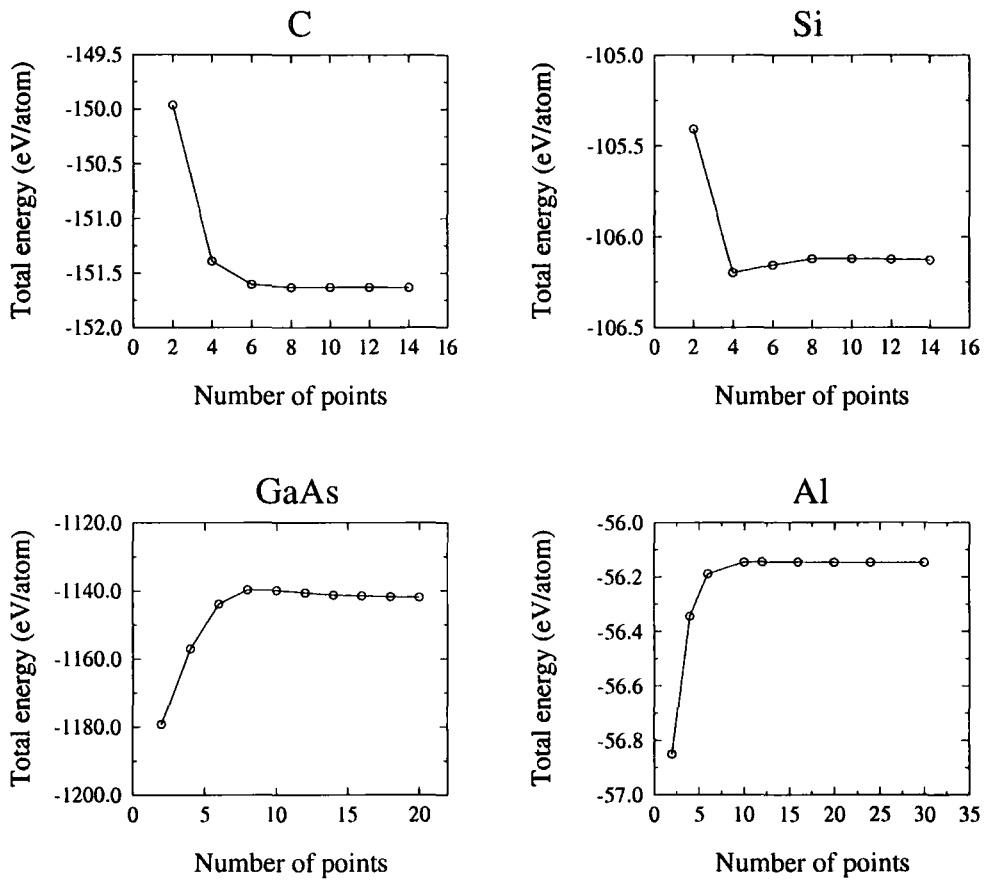 C
-149.5
-150.0
-150.5
-151.0
-151.5
-152.0
Total energy (eV/atom)
0 2 4 6 8 10 12 14 16
Number of points
Si
-105.0
-105.5
-106.0
-106.5
Total energy (eV/atom)
0 2 4 6 8 10 12 14 16
Number of points
GaAs
-1120.0
-1140.0
-1160.0
-1180.0
-1200.0
Total energy (eV/atom)
0 5 10 15 20
Number of points
Al
-56.0
-56.2
-56.4
-56.6
-56.8
-57.0
Total energy (eV/atom)
0 5 10 15 20 25 30 35
Number of points